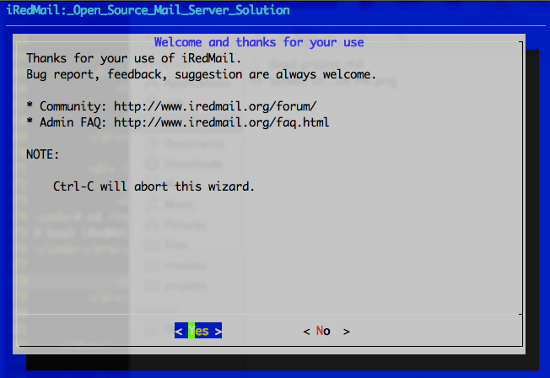 iRedMail:_Open_Source_Mail_Server_Solution
Welcome and thanks for your use
Thanks for your use of iRedMail.
Bug report, feedback, suggestion are always welcome.
* Community: http://www.iredmail.org/forum/
* Admin FAQ: http://www.iredmail.org/faq.html
NOTE:
Ctrl-C will abort this wizard.
< Yes > < No >